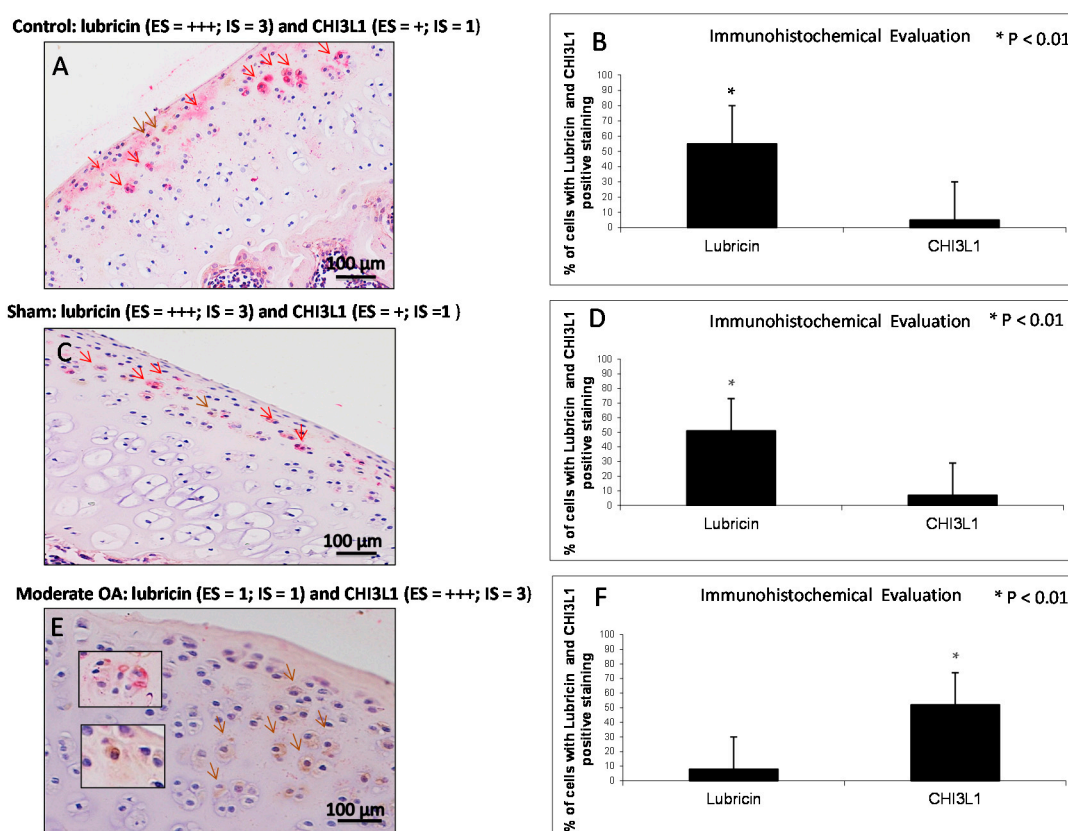 Control: lubricin (ES = +++; IS = 3) and CHI3L1 (ES = +; IS = 1)
A
100 µm
B
Immunohistochemical Evaluation
* P < 0.01
% of cells with Lubricin and CHI3L1
positive staining
100
90
80
70
60
50
40
30
20
10
0
*
Lubricin
CHI3L1
Sham: lubricin (ES = +++; IS = 3) and CHI3L1 (ES = +; IS =1 )
C
100 µm
D
Immunohistochemical Evaluation
* P < 0.01
% of cells with Lubricin and CHI3L1
positive staining
100
90
80
70
60
50
40
30
20
10
0
*
Lubricin
CHI3L1
Moderate OA: lubricin (ES = 1; IS = 1) and CHI3L1 (ES = +++; IS = 3)
E
100 µm
F
Immunohistochemical Evaluation
* P < 0.01
% of cells with Lubricin and CHI3L1
positive staining
100
90
80
70
60
50
40
30
20
10
0
*
Lubricin
CHI3L1